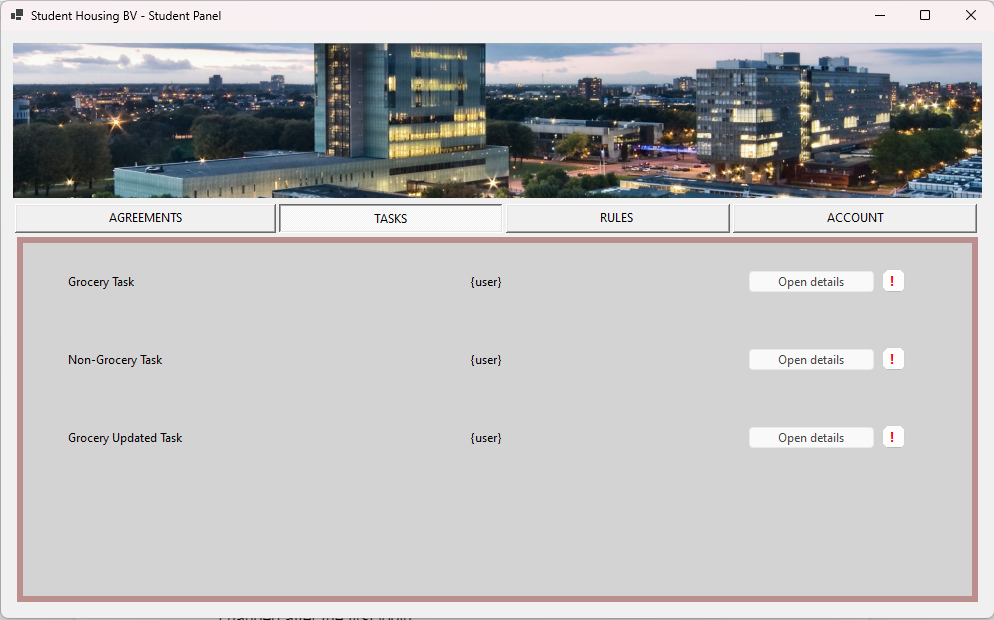 Student Housing BV - Student Panel
AGREEMENTS TASKS RULES ACCOUNT
Grocery Task {user} Open details !
Non-Grocery Task {user} Open details !
Grocery Updated Task {user} Open details !